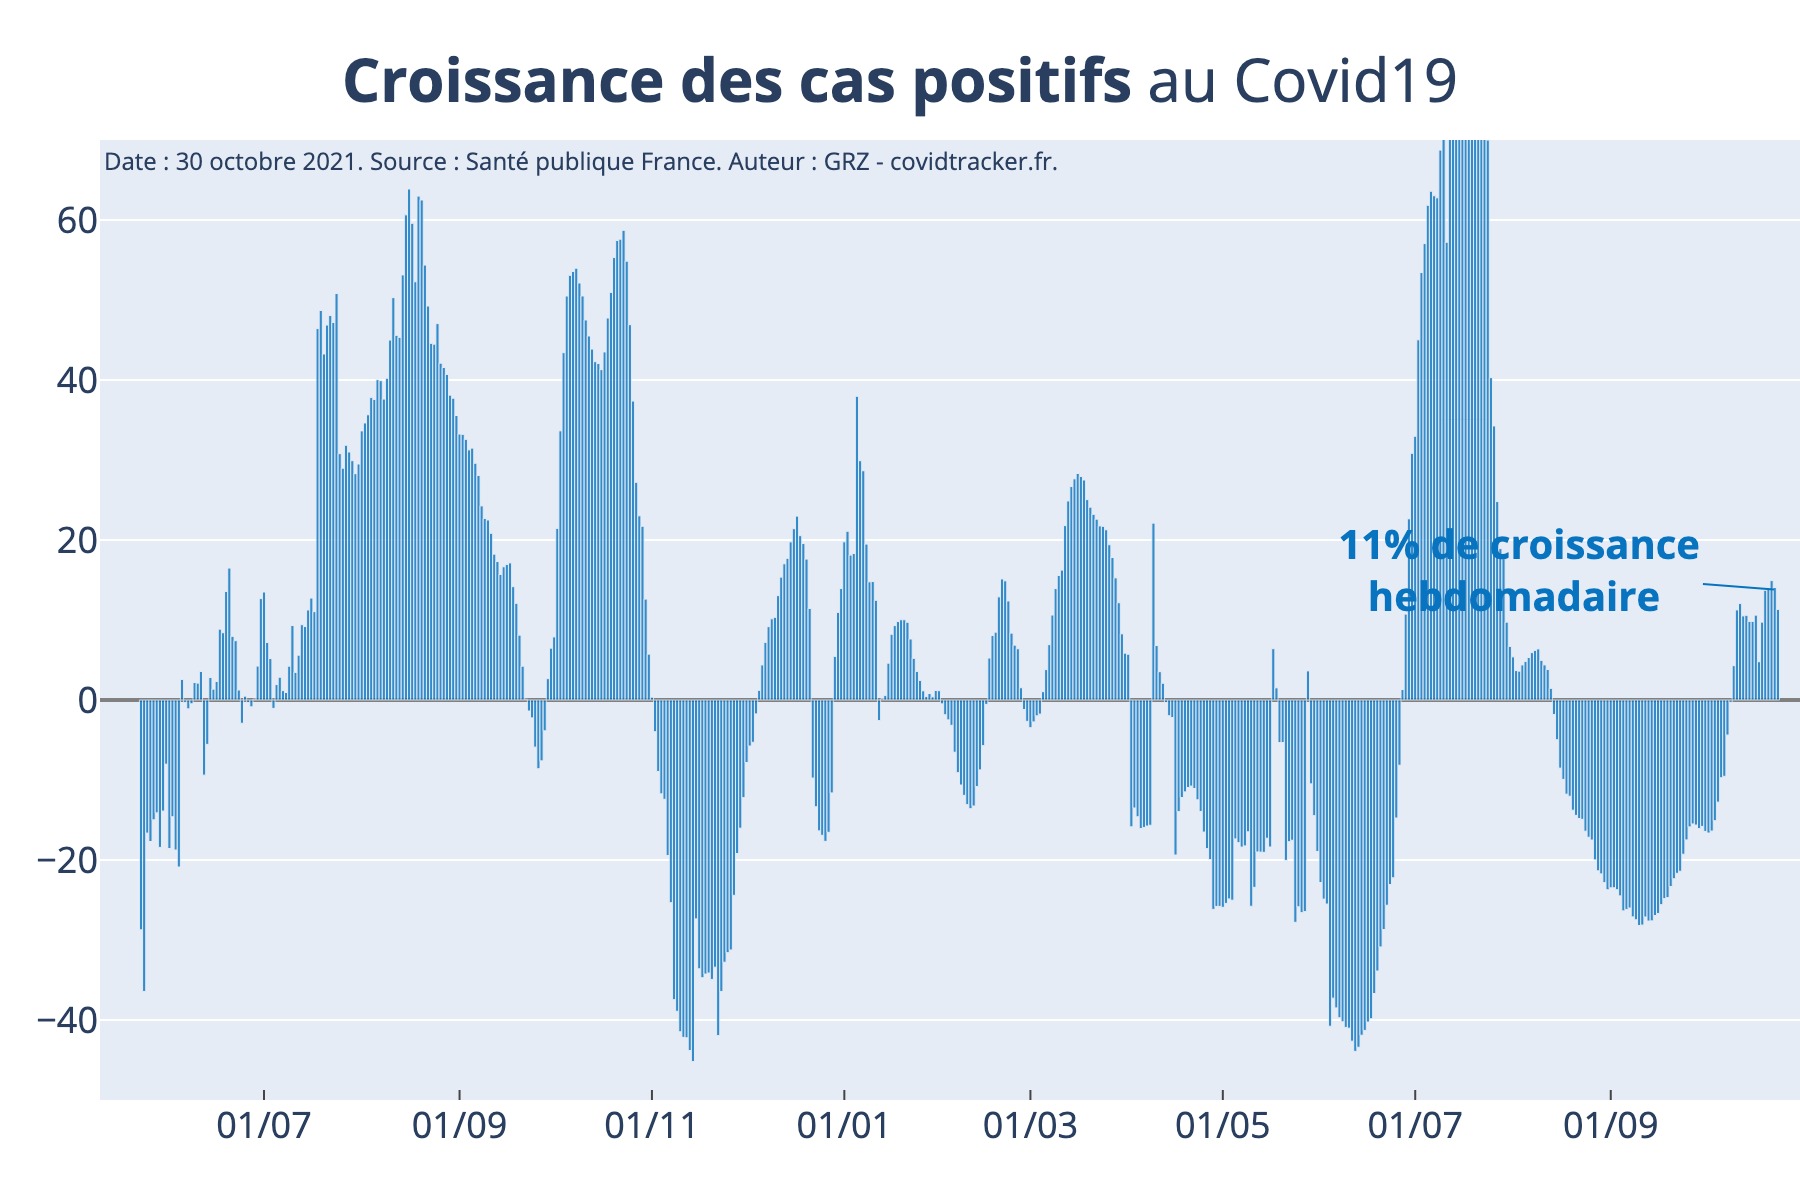 Croissance des cas positifs au Covid19
Date : 30 octobre 2021. Source : Santé publique France. Auteur : GRZ - covidtracker.fr.
60
40
20
0
−20
−40
11% de croissance
hebdomadaire
01/07 01/09 01/11 01/01 01/03 01/05 01/07 01/09